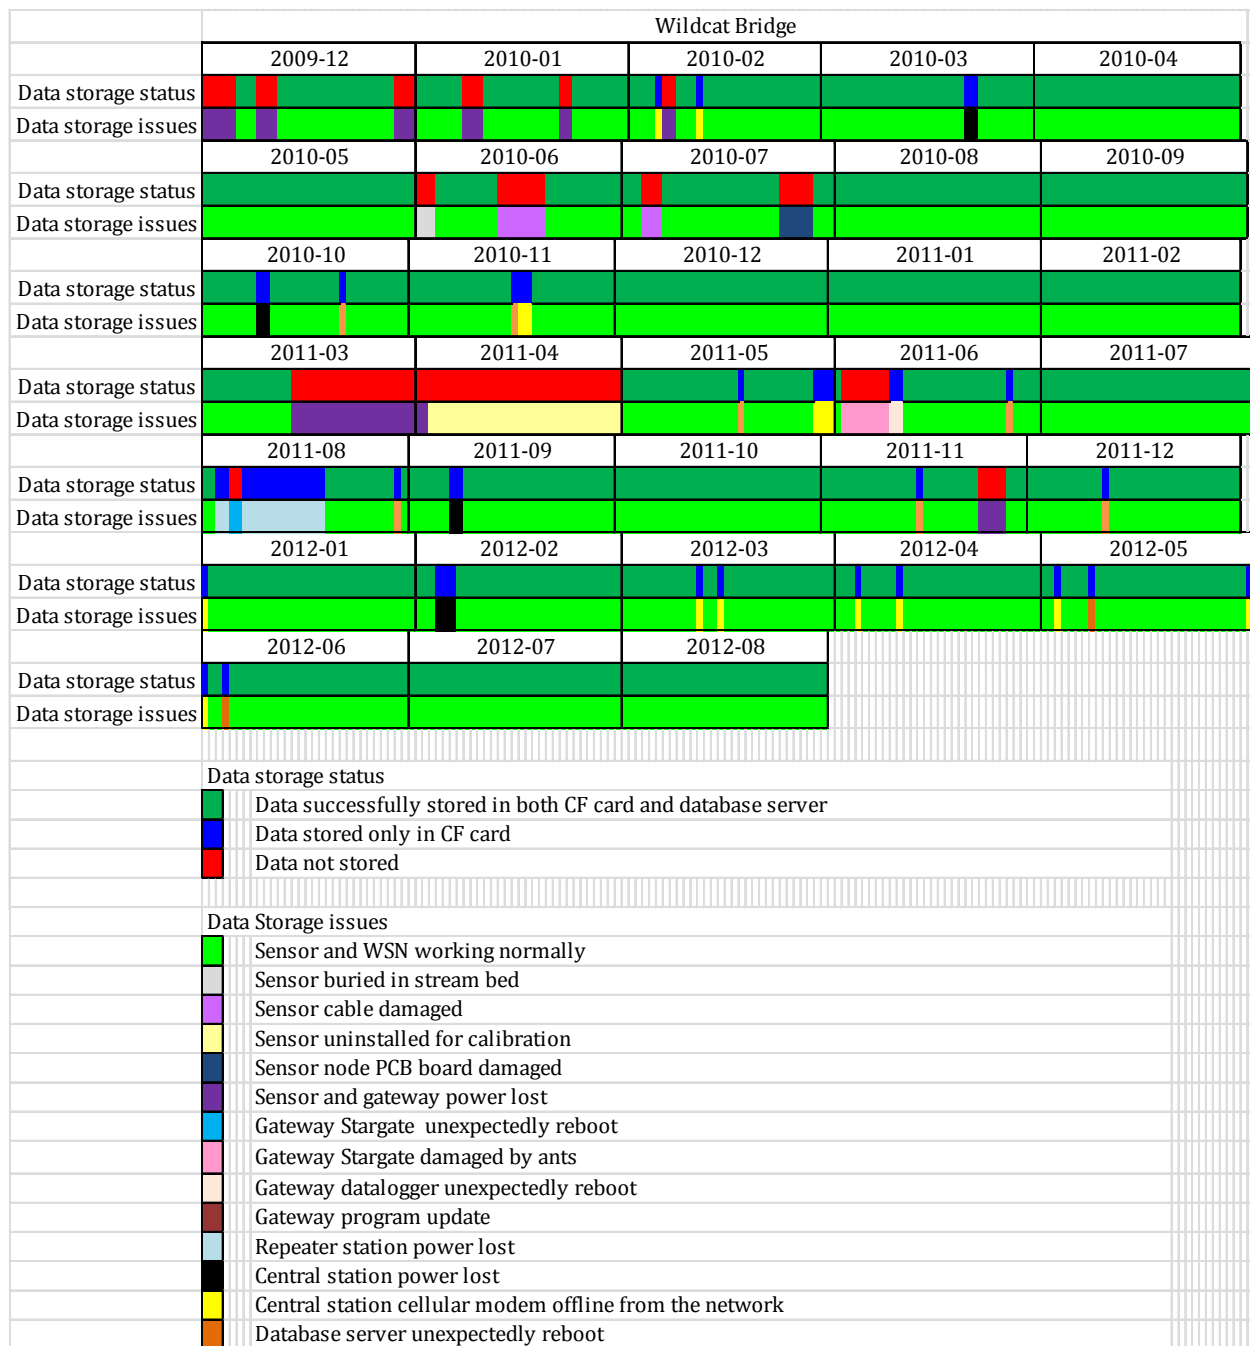 Wildcat Bridge
2009-12 2010-01 2010-02 2010-03 2010-04
Data storage status
Data storage issues
2010-05 2010-06 2010-07 2010-08 2010-09
Data storage status
Data storage issues
2010-10 2010-11 2010-12 2011-01 2011-02
Data storage status
Data storage issues
2011-03 2011-04 2011-05 2011-06 2011-07
Data storage status
Data storage issues
2011-08 2011-09 2011-10 2011-11 2011-12
Data storage status
Data storage issues
2012-01 2012-02 2012-03 2012-04 2012-05
Data storage status
Data storage issues
2012-06 2012-07 2012-08
Data storage status
Data storage issues
Data storage status
Data successfully stored in both CF card and database server
Data stored only in CF card
Data not stored
Data Storage issues
Sensor and WSN working normally
Sensor buried in stream bed
Sensor cable damaged
Sensor uninstalled for calibration
Sensor node PCB board damaged
Sensor and gateway power lost
Gateway Stargate unexpectedly reboot
Gateway Stargate damaged by ants
Gateway datalogger unexpectedly reboot
Gateway program update
Repeater station power lost
Central station power lost
Central station cellular modem offline from the network
Database server unexpectedly reboot